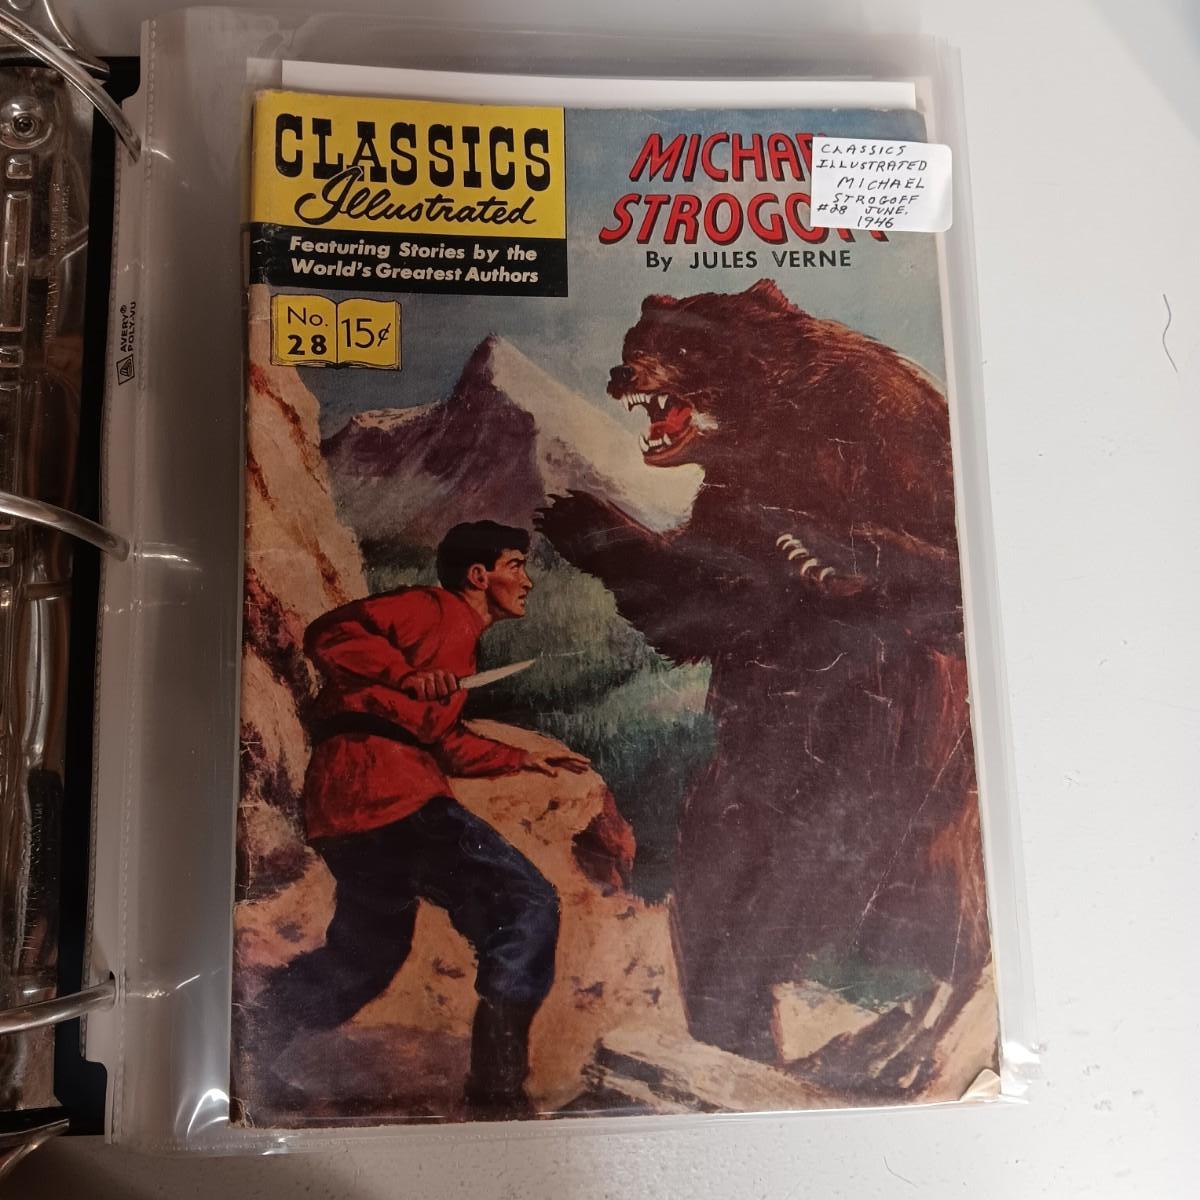 CLASSICS
Illustrated
Featuring Stories by the
World's Greatest Authors
No.
28
15¢
MICHAEL
STROGOFF
By JULES VERNE
CLASSICS
ILLUSTRATED
MICHAEL
STROGOFF
#28 JUNE,
1946
AVERY®
POLY-VU